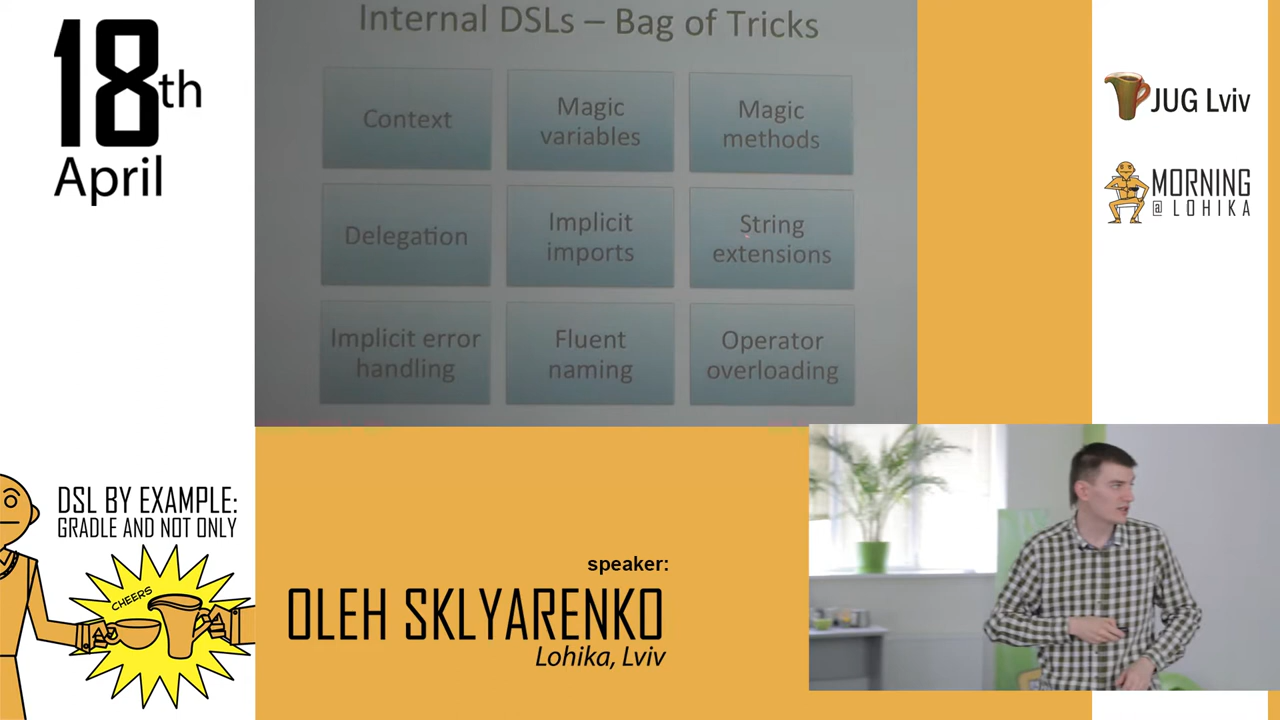 18th
April
Internal DSLs – Bag of Tricks
Context
Magic
variables
Magic
methods
Delegation
Implicit
imports
String
extensions
Implicit error
handling
Fluent
naming
Operator
overloading
JUG Lviv
MORNING
@ LOHIKA
DSL BY EXAMPLE:
GRADLE AND NOT ONLY
CHEERS
speaker:
OLEH SKLYARENKO
Lohika, Lviv